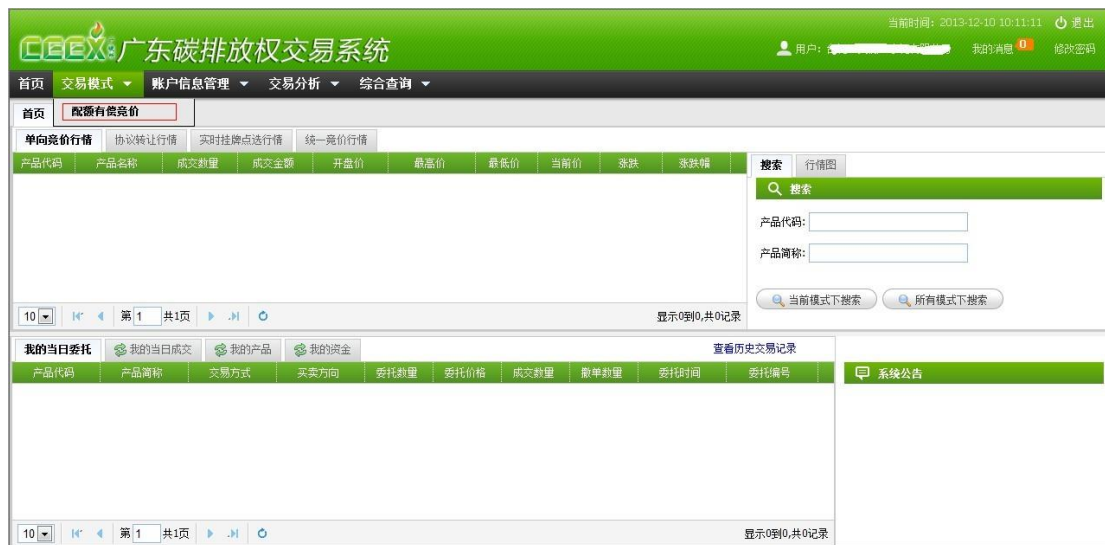 当前时间: 2013-12-10 10:11:11 退出
CEEX 广东碳排放权交易系统
用户: 我的消息 0 修改密码
首页 交易模式 账户信息管理 交易分析 综合查询
首页 配额有偿竞价
单向竞价行情 协议转让行情 实时挂牌点选行情 统一竞价行情
产品代码 产品名称 成交数量 成交金额 开盘价 最高价 最低价 当前价 涨跌 涨跌幅
搜索 行情图
搜索
产品代码:
产品简称:
当前模式下搜索 所有模式下搜索
10 第 1 共1页 显示0到0,共0记录
我的当日委托 我的当日成交 我的产品 我的资金 查看历史交易记录
产品代码 产品简称 交易方式 买卖方向 委托数量 委托价格 成交数量 撤单数量 委托时间 委托编号
系统公告
10 第 1 共1页 显示0到0,共0记录